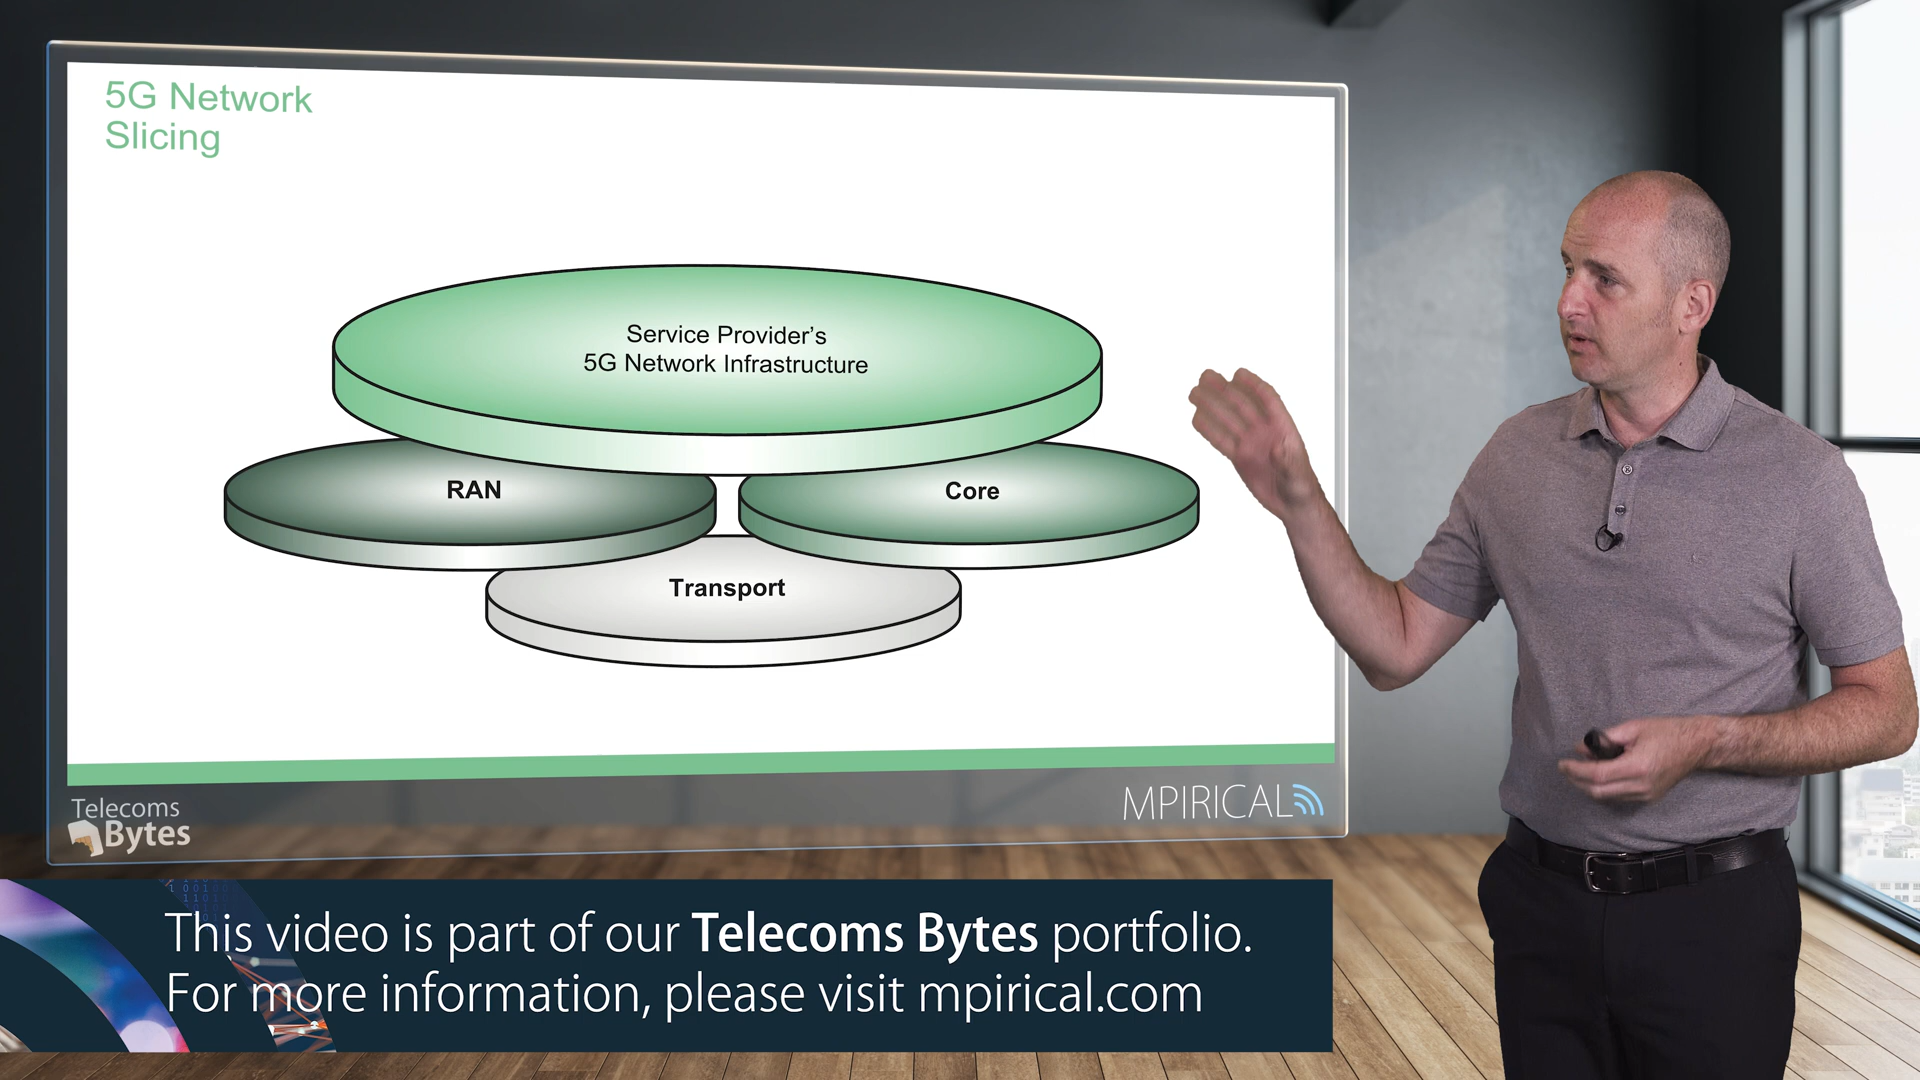 5G Network
Slicing
Service Provider's
5G Network Infrastructure
RAN
Core
Transport
Telecoms
Bytes
MPIRICAL
This video is part of our Telecoms Bytes portfolio.
For more information, please visit mpirical.com